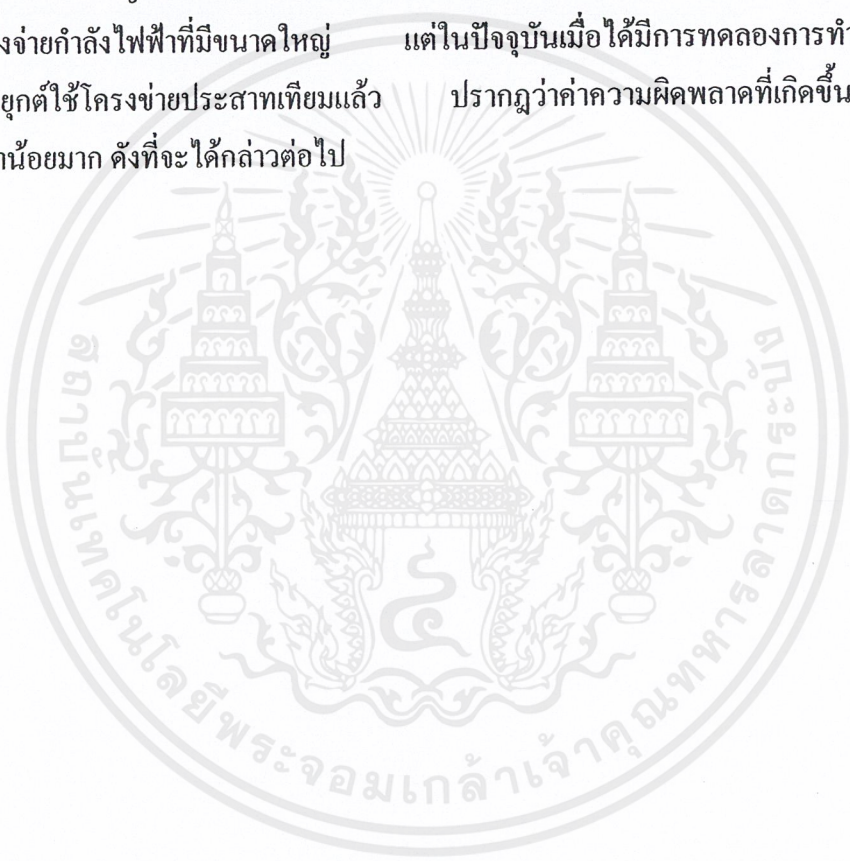 งจ่ายกำลังไฟฟ้าที่มีขนาดใหญ่ แต่ในปัจจุบันเมื่อได้มีการทดลองการทำ
ยุกต์ใช้โครงข่ายประสาทเทียมแล้ว ปรากฏว่าค่าความผิดพลาดที่เกิดขึ้น
าน้อยมาก ดังที่จะได้กล่าวต่อไป
สถาบันเทคโนโลยีพระจอมเกล้าเจ้าคุณทหารลาดกระบัง